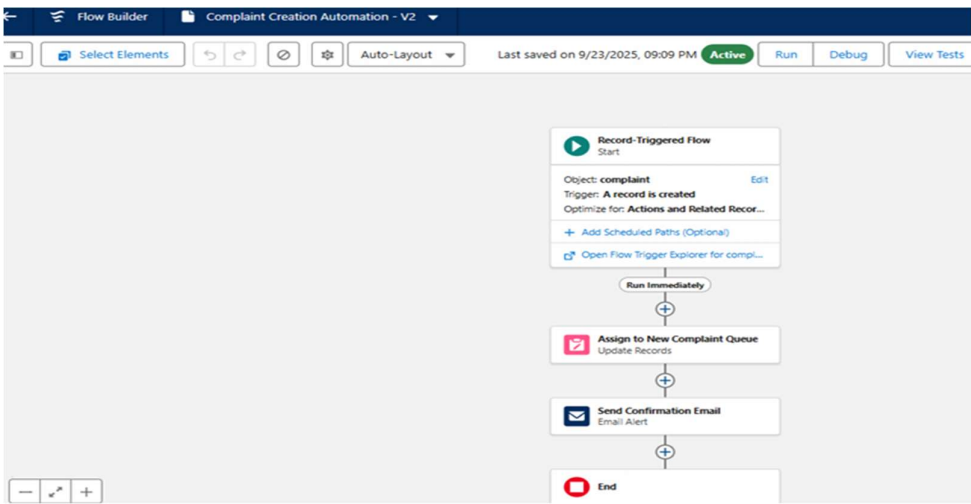 Flow Builder
Complaint Creation Automation - V2
Select Elements
Auto-Layout
Last saved on 9/23/2025, 09:09 PM
Active
Run
Debug
View Tests
Record-Triggered Flow
Start
Object: complaint
Edit
Trigger: A record is created
Optimize for: Actions and Related Recor...
+ Add Scheduled Paths (Optional)
Open Flow Trigger Explorer for compl...
Run Immediately
Assign to New Complaint Queue
Update Records
Send Confirmation Email
Email Alert
End